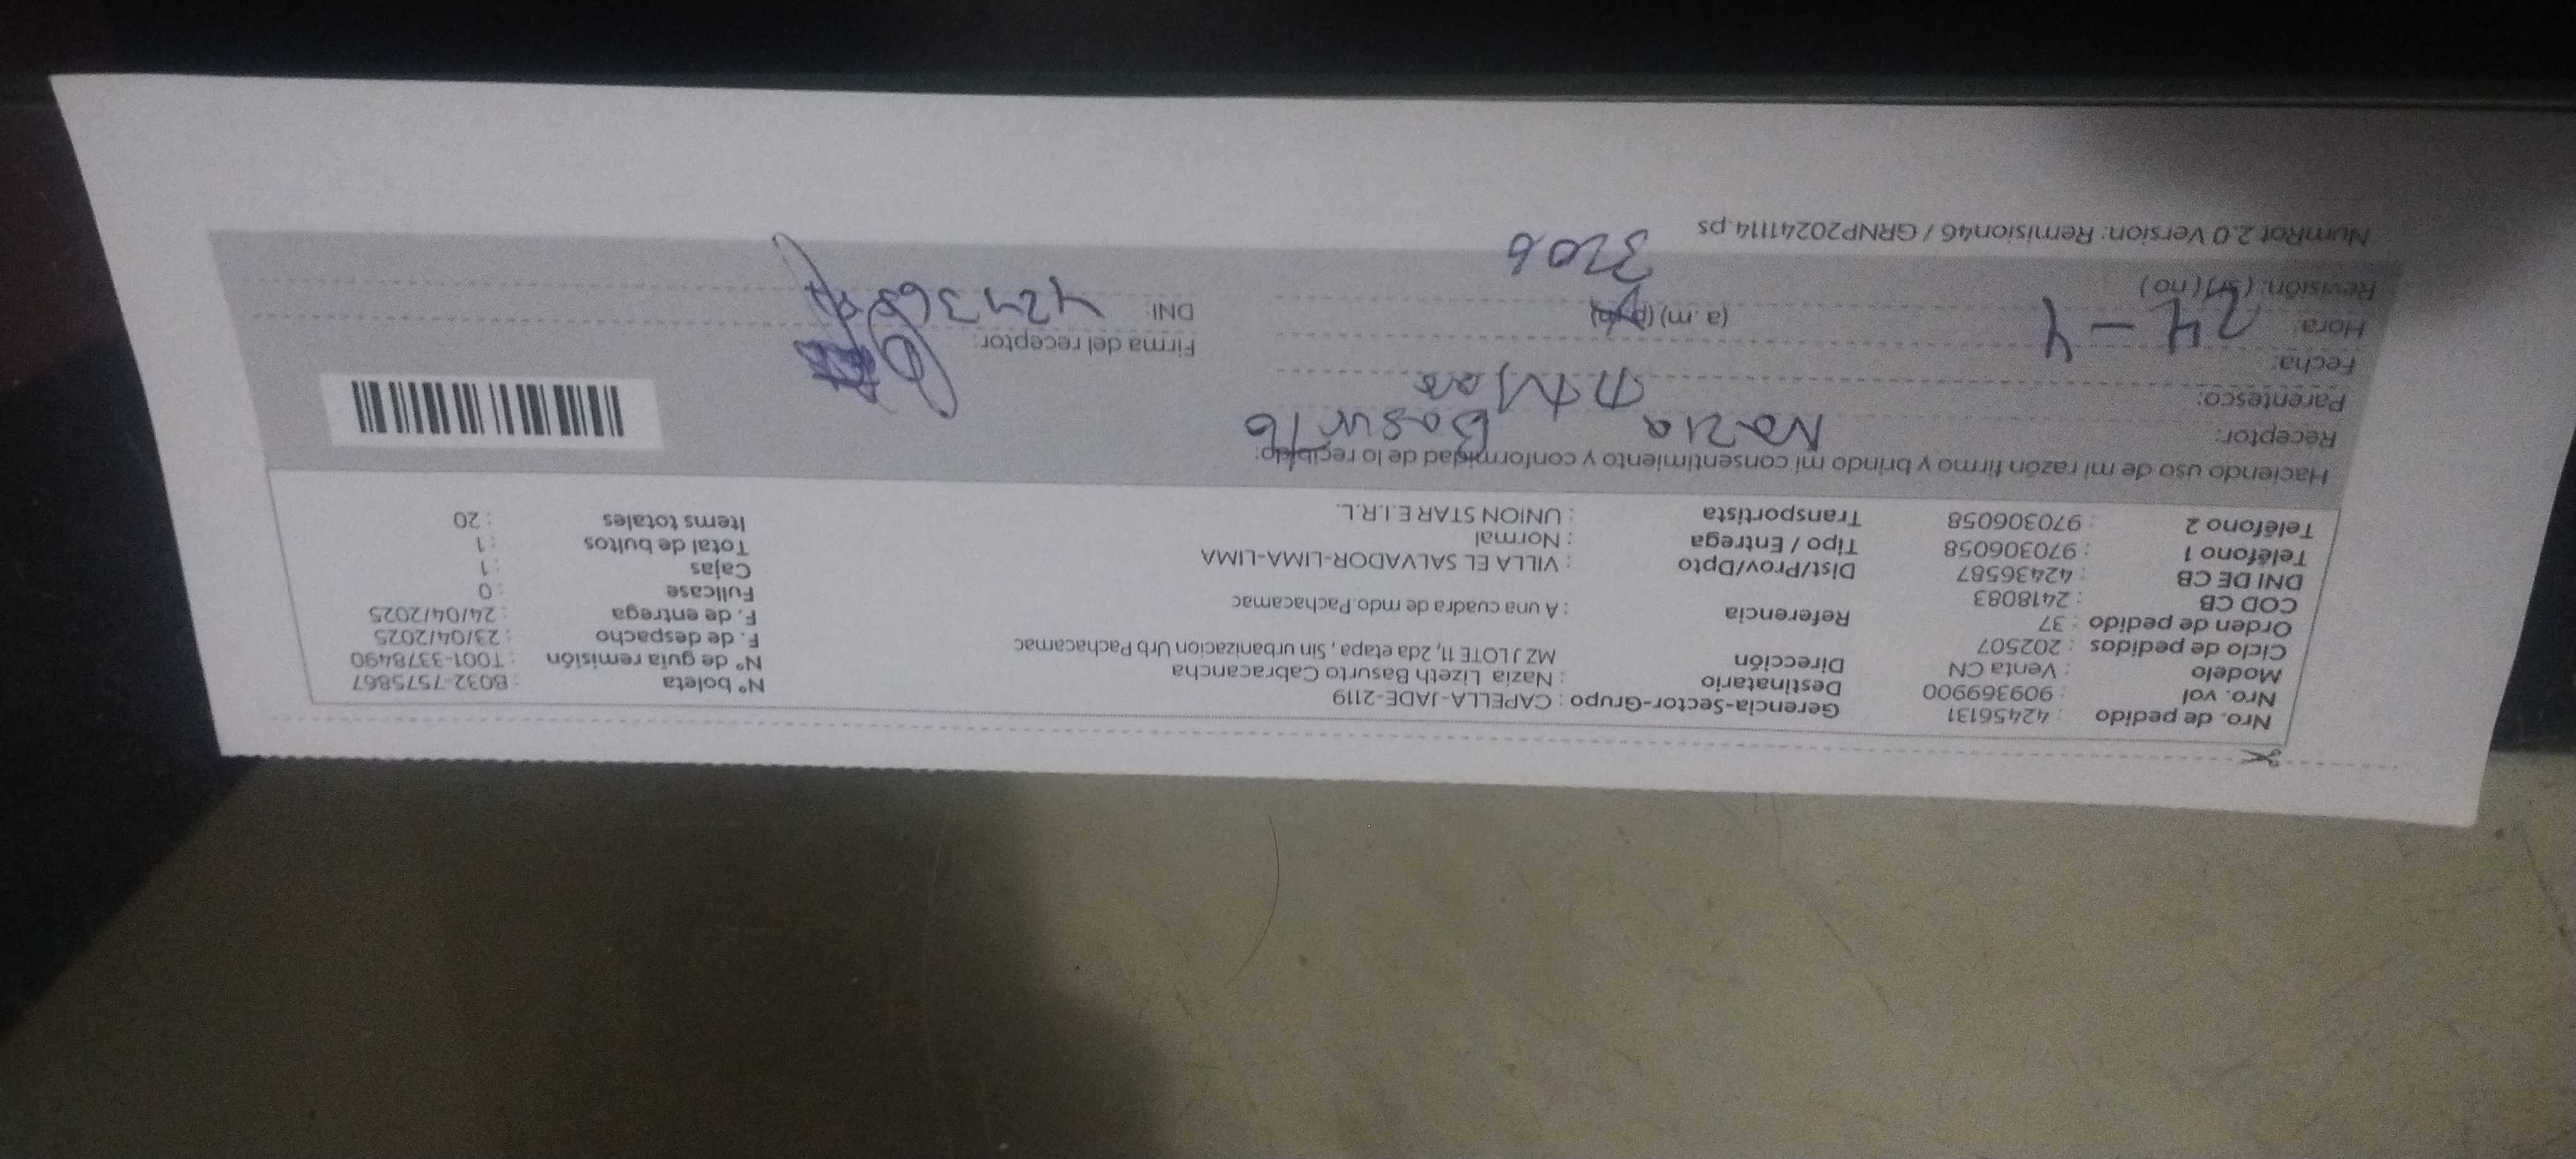 Nro. de pedido : 42456131 Gerencia-Sector-Grupo : CAPELLA-JADE-2119 N° boleta : B032-7575867
Nro. vol : 909369900 Destinatario : Nazia Lizeth Basurto Cabracancha N° de guía remisión : T001-3378490
Modelo : Venta CN Dirección MZ J LOTE 11, 2da etapa , Sin urbanizacion Urb Pachacamac F. de despacho : 23/04/2025
Ciclo de pedidos : 202507 F. de entrega : 24/04/2025
Orden de pedido : 37 Referencia : A una cuadra de mdo.Pachacamac Fullcase : 0
COD CB : 2418083 Dist/Prov/Dpto : VILLA EL SALVADOR-LIMA-LIMA Cajas : 1
DNI DE CB : 42436587 Tipo / Entrega : Normal Total de bultos : 1
Teléfono 1 : 970306058 Transportista : UNION STAR E.I.R.L. Items totales : 20
Teléfono 2 : 970306058
Haciendo uso de mi razón firmo y brindo mi consentimiento y conformidad de lo recibido:
Receptor: Nazia Basurto
Parentesco:
Fecha: 24-4 Firma del receptor:
Hora: (a.m) (p.m) DNI:
Revisión: (si) (no)
NumRot 2.0 Version: Remision46 / GRNP20241114.ps